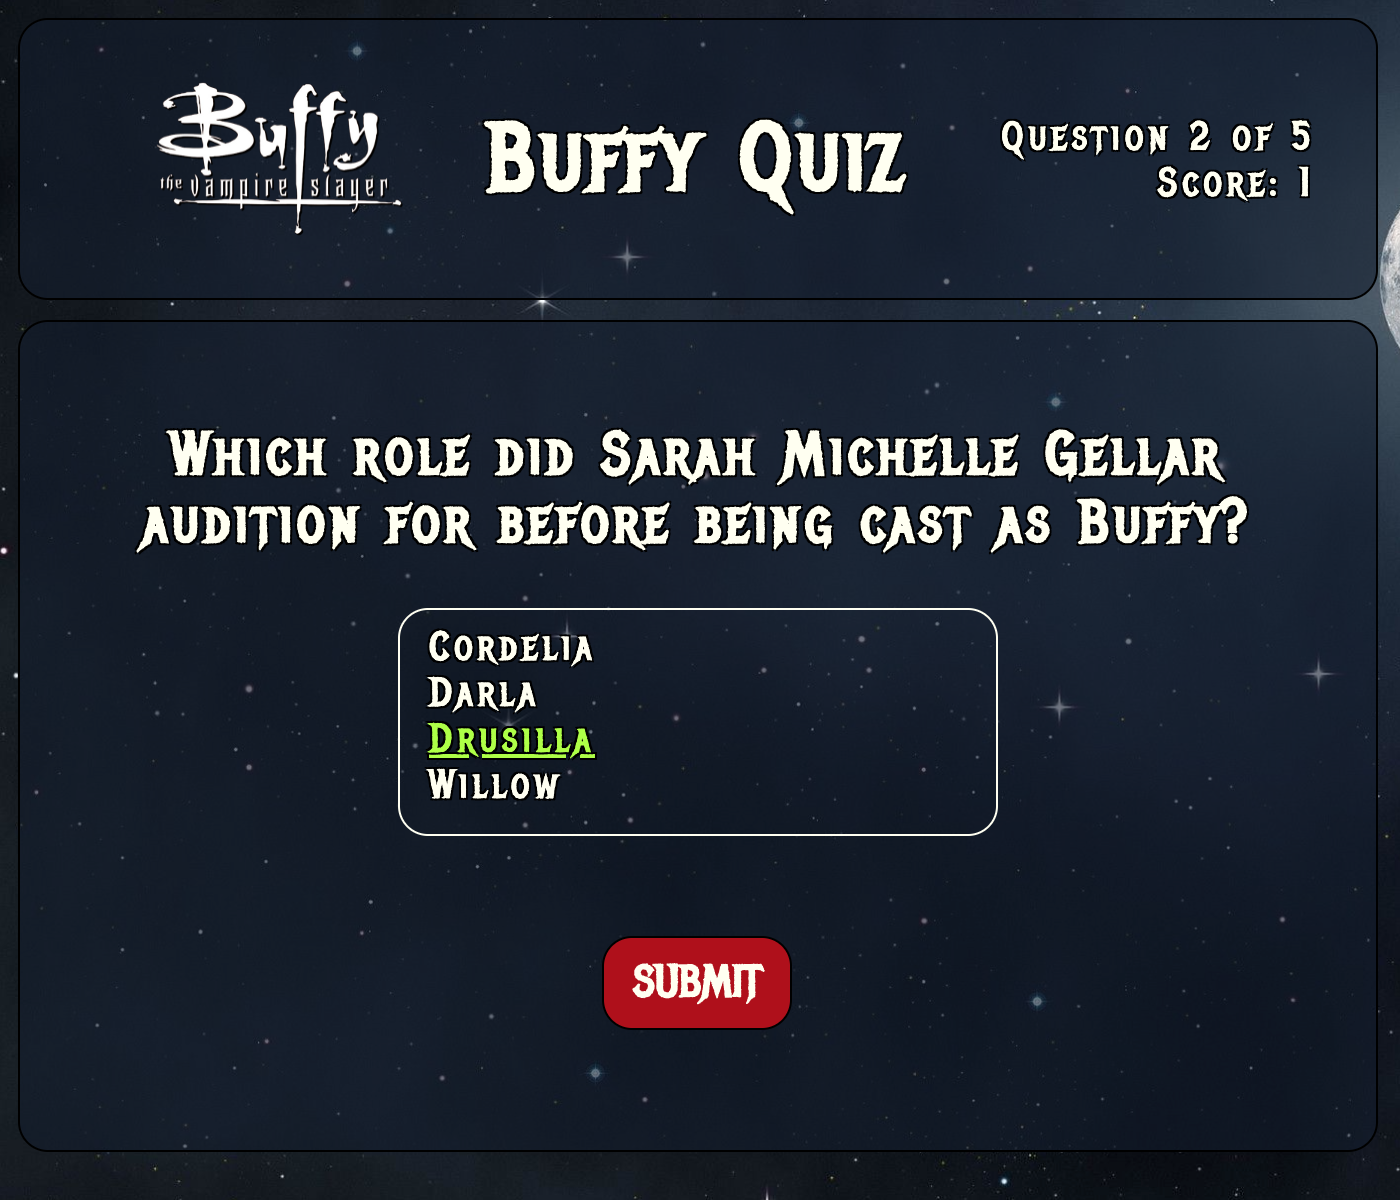 Buffy
the vampire slayer
Buffy Quiz
Question 2 of 5
Score: 1
Which role did Sarah Michelle Gellar
audition for before being cast as Buffy?
Cordelia
Darla
Drusilla
Willow
SUBMIT